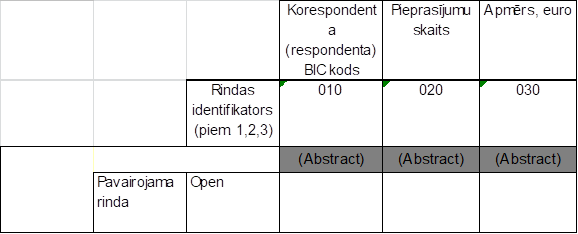 Korespondent
a
(respondenta)
BIC kods
Pieprasījumu
skaits
Apmērs, euro
Rindas
identifikators
(piem. 1,2,3)
010
020
030
(Abstract)
(Abstract)
(Abstract)
Pavairojama
rinda
Open